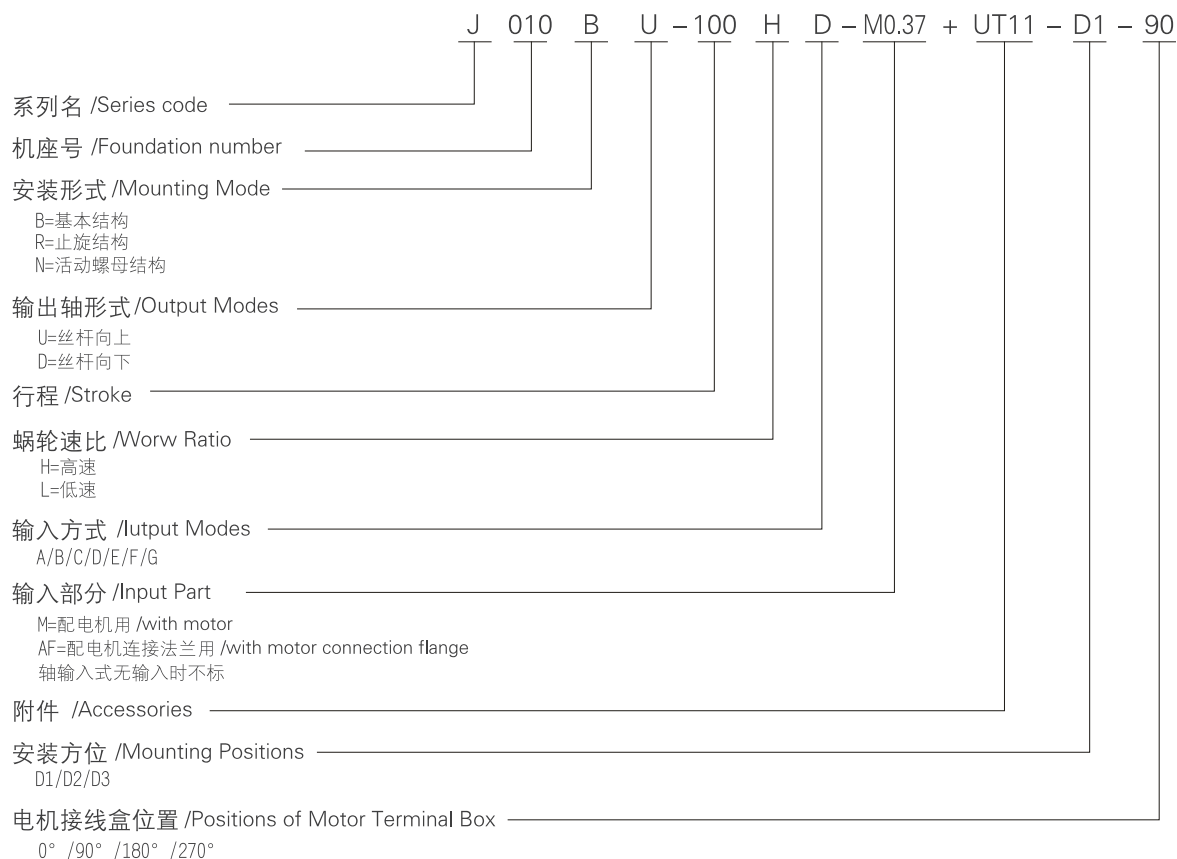 J 010 B U - 100 H D - M0.37 + UT11 - D1 - 90
系列名 /Series code
机座号 /Foundation number
安装形式 /Mounting Mode
B=基本结构
R=止旋结构
N=活动螺母结构
输出轴形式 /Output Modes
U=丝杆向上
D=丝杆向下
行程 /Stroke
蜗轮速比 /Worw Ratio
H=高速
L=低速
输入方式 /Iutput Modes
A/B/C/D/E/F/G
输入部分 /Input Part
M=配电机用 /with motor
AF=配电机连接法兰用 /with motor connection flange
轴输入式无输入时不标
附件 /Accessories
安装方位 /Mounting Positions
D1/D2/D3
电机接线盒位置 /Positions of Motor Terminal Box
0° /90° /180° /270°